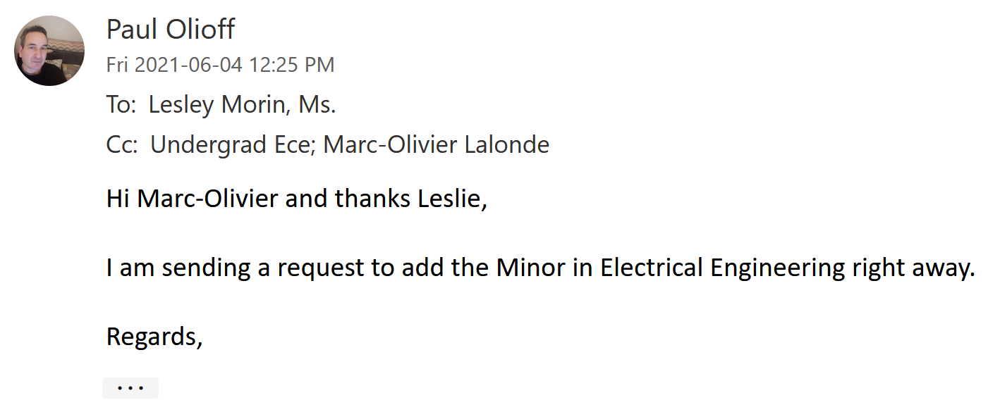 Paul Olioff
Fri 2021-06-04 12:25 PM
To: Lesley Morin, Ms.
Cc: Undergrad Ece; Marc-Olivier Lalonde
Hi Marc-Olivier and thanks Leslie,
I am sending a request to add the Minor in Electrical Engineering right away.
Regards,
...